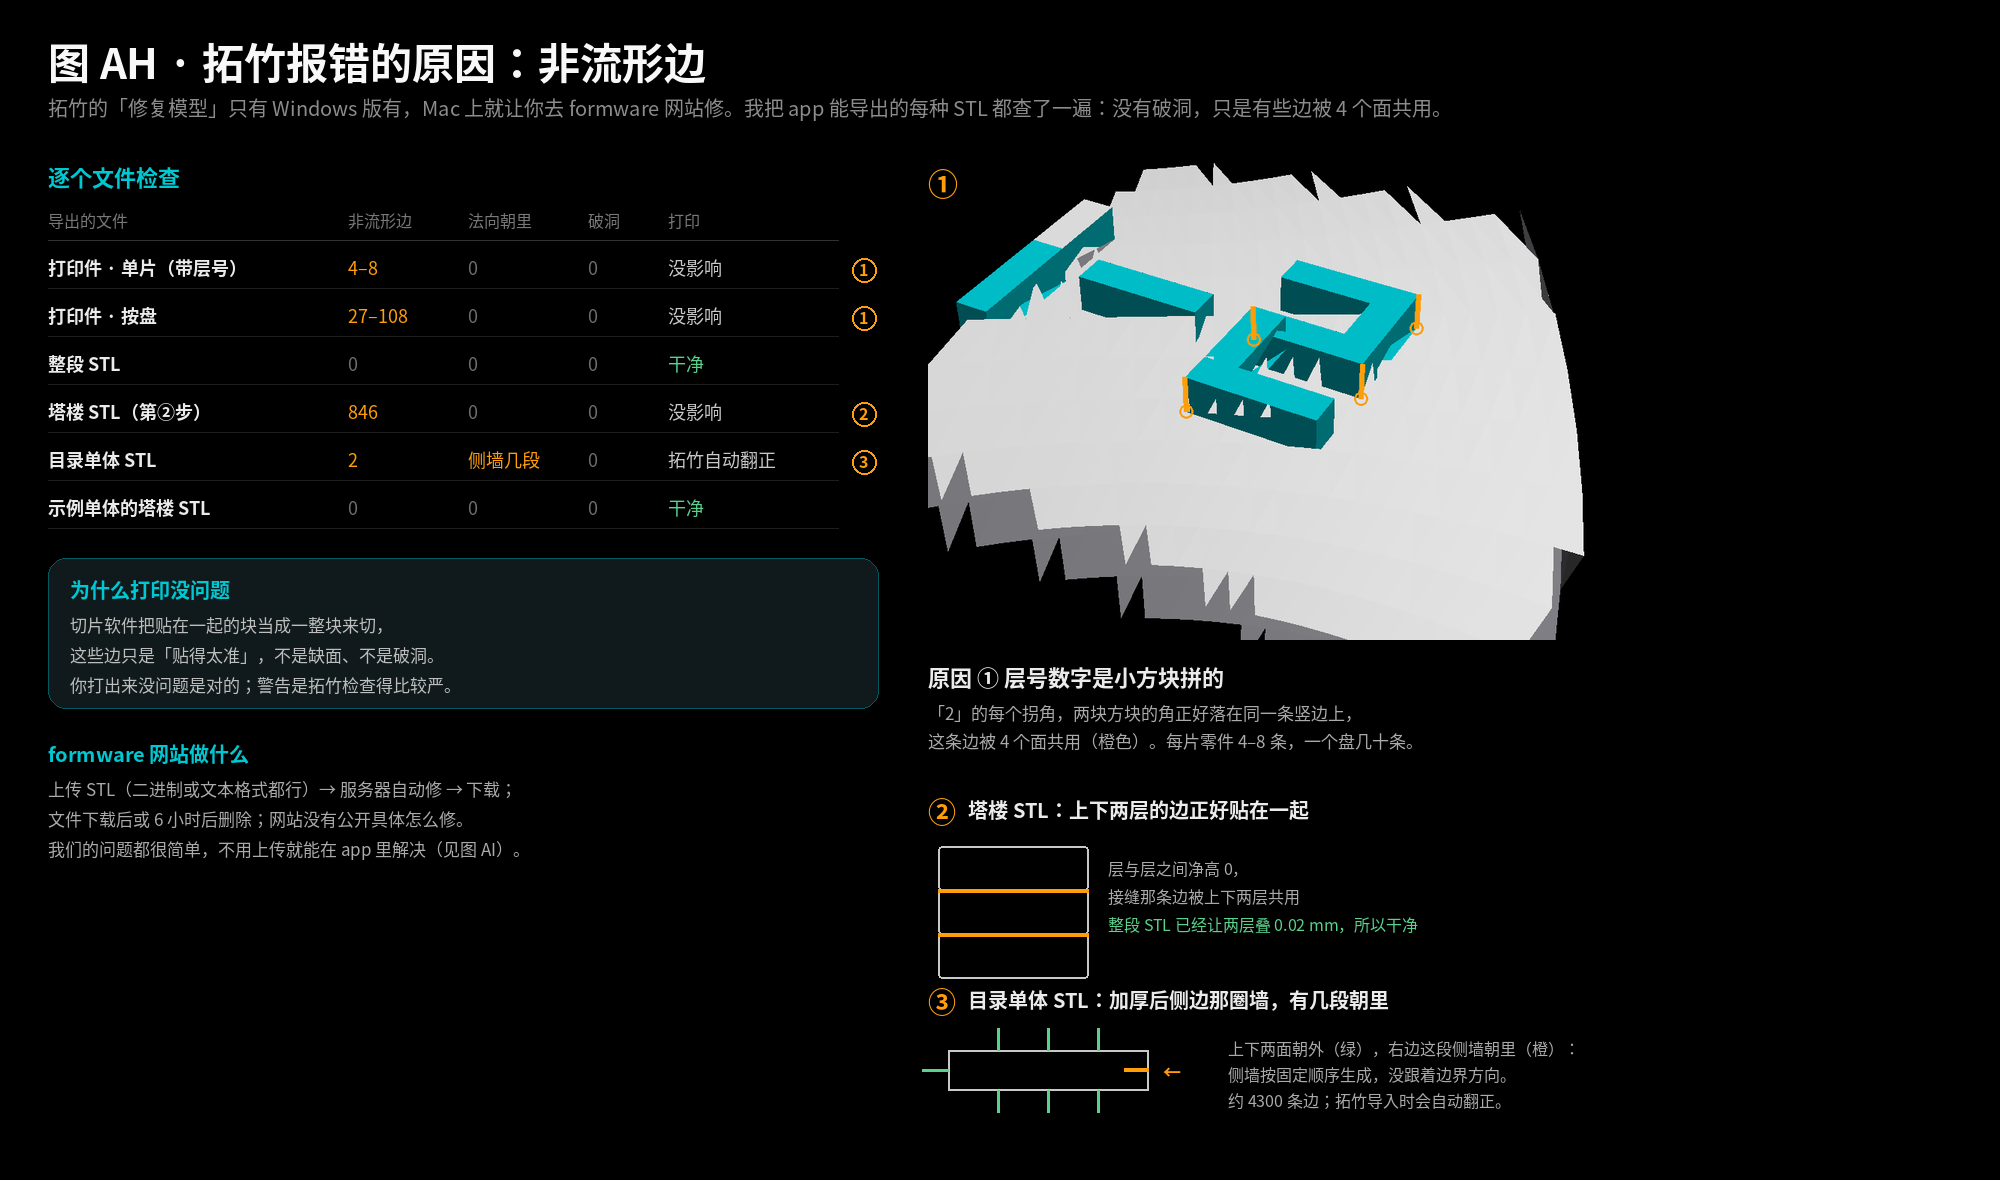 图 AH · 拓竹报错的原因：非流形边
拓竹的「修复模型」只有 Windows 版有，Mac 上就让你去 formware 网站修。我把 app 能导出的每种 STL 都查了一遍：没有破洞，只是有些边被 4 个面共用。
逐个文件检查
导出的文件 非流形边 法向朝里 破洞 打印
打印件 · 单片（带层号） 4–8 0 0 没影响 ①
打印件 · 按盘 27–108 0 0 没影响 ①
整段 STL 0 0 0 干净
塔楼 STL（第②步） 846 0 0 没影响 ②
目录单体 STL 2 侧墙几段 0 拓竹自动翻正 ③
示例单体的塔楼 STL 0 0 0 干净
为什么打印没问题
切片软件把贴在一起的块当成一整块来切，
这些边只是「贴得太准」，不是缺面、不是破洞。
你打出来没问题是对的；警告是拓竹检查得比较严。
formware 网站做什么
上传 STL（二进制或文本格式都行）→ 服务器自动修 → 下载；
文件下载后或 6 小时后删除；网站没有公开具体怎么修。
我们的问题都很简单，不用上传就能在 app 里解决（见图 AI）。
①
原因 ① 层号数字是小方块拼的
「2」的每个拐角，两块方块的角正好落在同一条竖边上，
这条边被 4 个面共用（橙色）。每片零件 4–8 条，一个盘几十条。
② 塔楼 STL：上下两层的边正好贴在一起
层与层之间净高 0，
接缝那条边被上下两层共用
整段 STL 已经让两层叠 0.02 mm，所以干净
③ 目录单体 STL：加厚后侧边那圈墙，有几段朝里
←
上下两面朝外（绿），右边这段侧墙朝里（橙）：
侧墙按固定顺序生成，没跟着边界方向。
约 4300 条边；拓竹导入时会自动翻正。